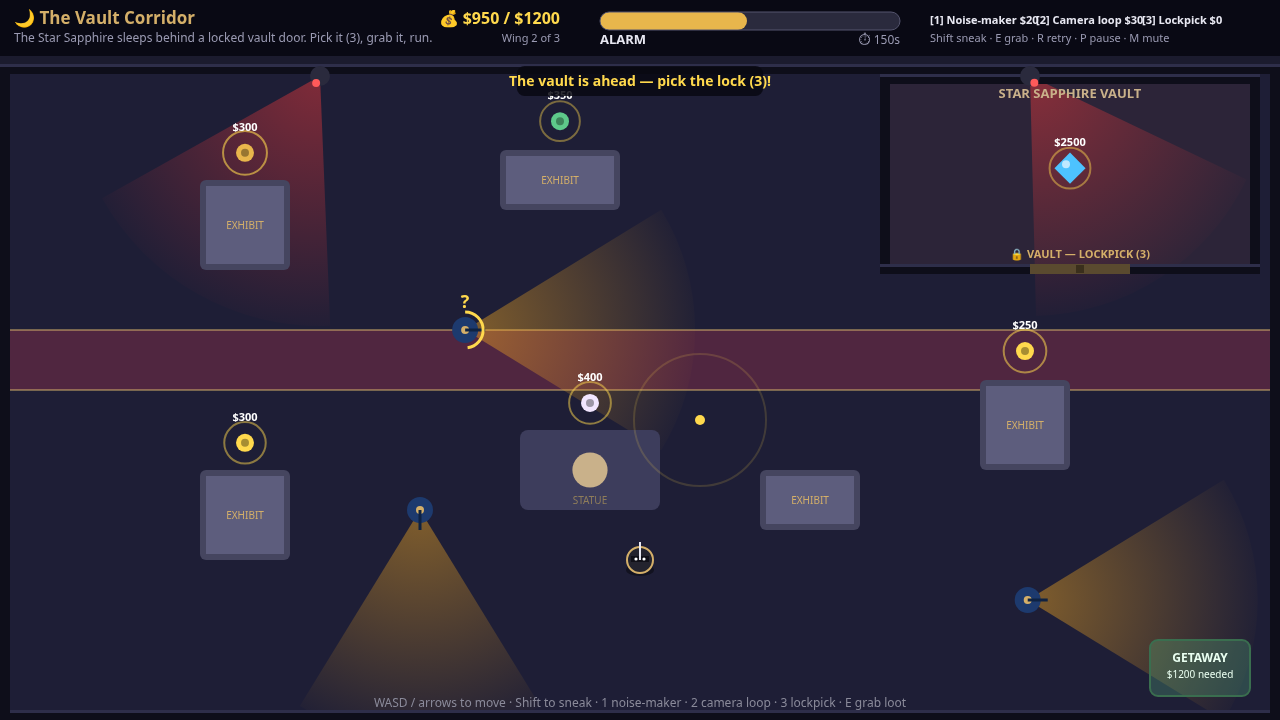 🌙 The Vault Corridor
The Star Sapphire sleeps behind a locked vault door. Pick it (3), grab it, run.
💰 $950 / $1200
Wing 2 of 3
ALARM
⏱ 150s
[1] Noise-maker $20
[2] Camera loop $30
[3] Lockpick $0
Shift sneak · E grab · R retry · P pause · M mute
The vault is ahead — pick the lock (3)!
$350
STAR SAPPHIRE VAULT
$300
$2500
EXHIBIT
EXHIBIT
🔒 VAULT — LOCKPICK (3)
?
$250
$400
$300
EXHIBIT
STATUE
EXHIBIT
EXHIBIT
GETAWAY
$1200 needed
WASD / arrows to move · Shift to sneak · 1 noise-maker · 2 camera loop · 3 lockpick · E grab loot